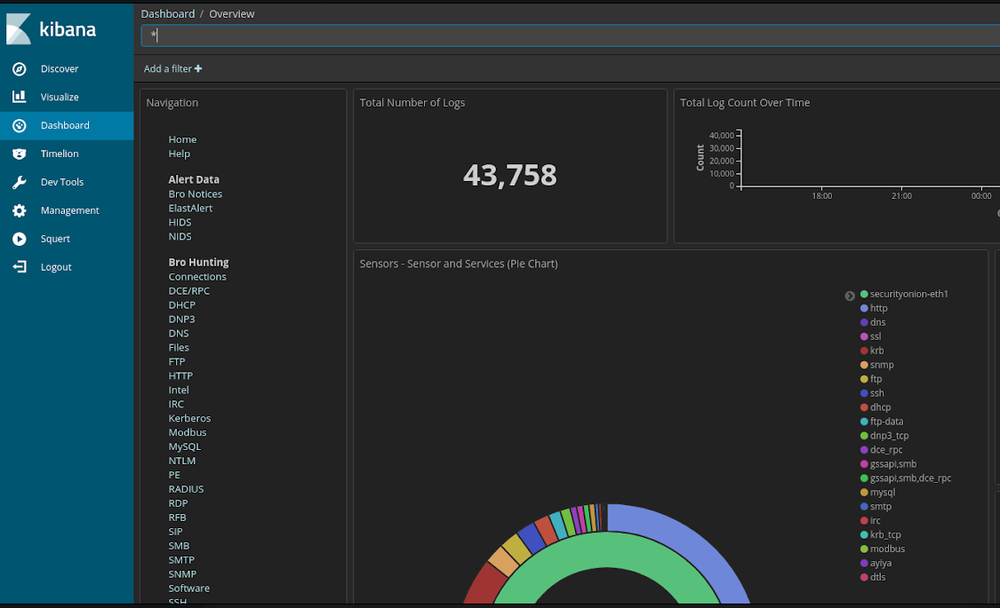 kibana
Discover
Visualize
Dashboard
Timelion
Dev Tools
Management
Squert
Logout
Dashboard / Overview
*
Add a filter +
Navigation
Home
Help
Alert Data
Bro Notices
ElastAlert
HIDS
NIDS
Bro Hunting
Connections
DCE/RPC
DHCP
DNP3
DNS
Files
FTP
HTTP
Intel
IRC
Kerberos
Modbus
MySQL
NTLM
PE
RADIUS
RDP
RFB
SIP
SMB
SMTP
SNMP
Software
SSH
Total Number of Logs
43,758
Total Log Count Over Time
Count
40,000
30,000
20,000
10,000
0
18:00 21:00 00:00
Sensors - Sensor and Services (Pie Chart)
securityonion-eth1
http
dns
ssl
krb
snmp
ftp
ssh
dhcp
ftp-data
dnp3_tcp
dce_rpc
gssapi,smb
gssapi,smb,dce_rpc
mysql
smtp
irc
krb_tcp
modbus
ayiya
dtls